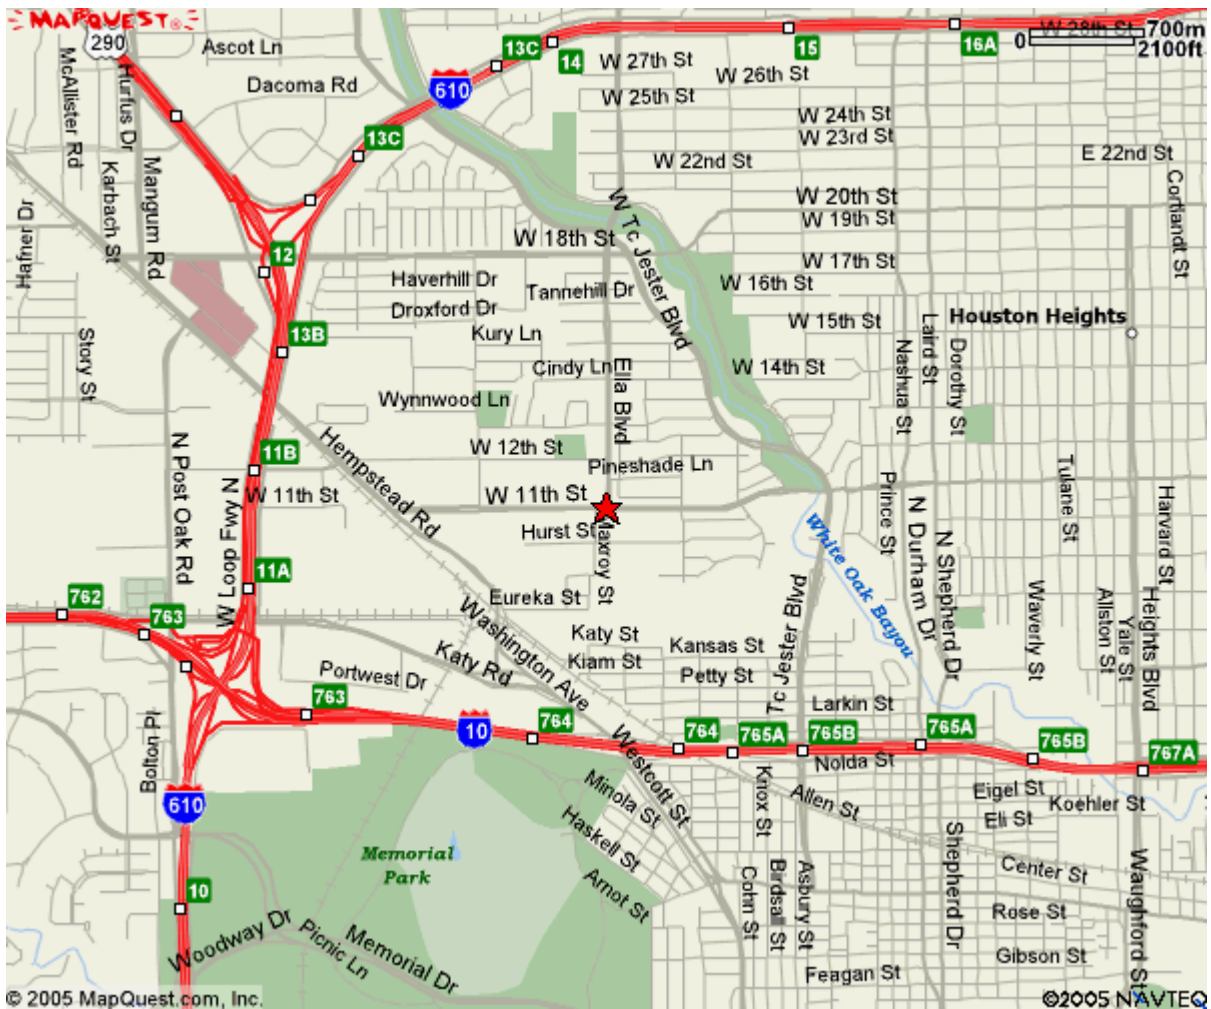 MAPQUEST®
290
Ascot Ln
McAllister Rd
Hurfus Dr
Dacoma Rd
13C
14
15
16A
W 28th St
0
700m
2100ft
610
W 27th St
W 26th St
W 25th St
W 24th St
W 23rd St
13C
W 22nd St
E 22nd St
Karbach St
Mangum Rd
Hafner Dr
W 20th St
W 19th St
Cortlandt St
W Tc Jester Blvd
W 18th St
12
W 17th St
Haverhill Dr
Tannehill Dr
W 16th St
Droxford Dr
W 15th St
Houston Heights
Laird St
Dorothy St
Nashua St
13B
Kury Ln
Story St
Cindy Ln
Ella Blvd
W 14th St
Wynnwood Ln
Hempstead Rd
N Post Oak Rd
11B
W 12th St
Pineshade Ln
Tulane St
W Loop Fwy N
W 11th St
W 11th St
Prince St
Harvard St
N Durham Dr
Hurst St
Maxroy St
White Oak Bayou
N Shepherd Dr
11A
762
763
Eureka St
Washington Ave
Tc Jester Blvd
Waverly St
Allston St
Yale St
Heights Blvd
Katy St
Kansas St
Katy Rd
Kiam St
Petty St
Portwest Dr
763
Larkin St
Bolton Pl
10
764
764
765A
765B
765A
765B
767A
Westcott St
Nolda St
610
Minola St
Knox St
Allen St
Eigel St
Koehler St
Eli St
Haskell St
Memorial
Park
Shepherd Dr
Center St
Arnot St
10
Cohn St
Birdsall St
Asbury St
Waughford St
Rose St
Woodway Dr
Picnic Ln
Memorial Dr
Gibson St
Feagan St
© 2005 MapQuest.com, Inc.
©2005 NAVTEQ